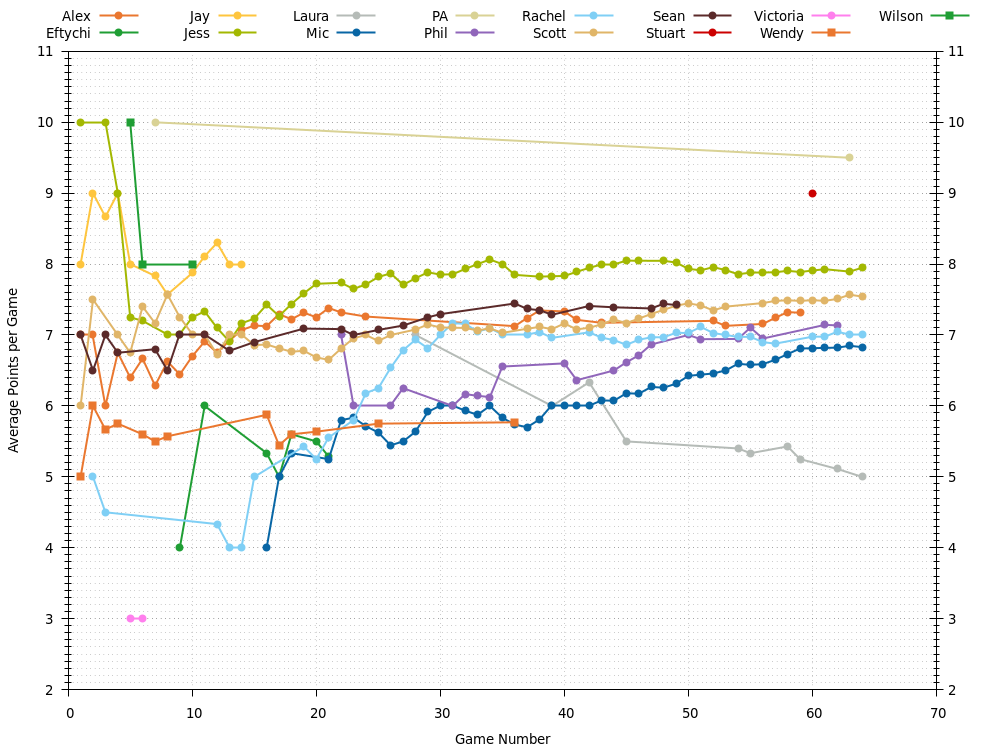 Alex Jay Laura PA Rachel Sean Victoria Wilson
Eftychi Jess Mic Phil Scott Stuart Wendy
11 11
10 10
9 9
8 8
7 7
6 6
5 5
4 4
3 3
2 2
Average Points per Game
0 10 20 30 40 50 60 70
Game Number